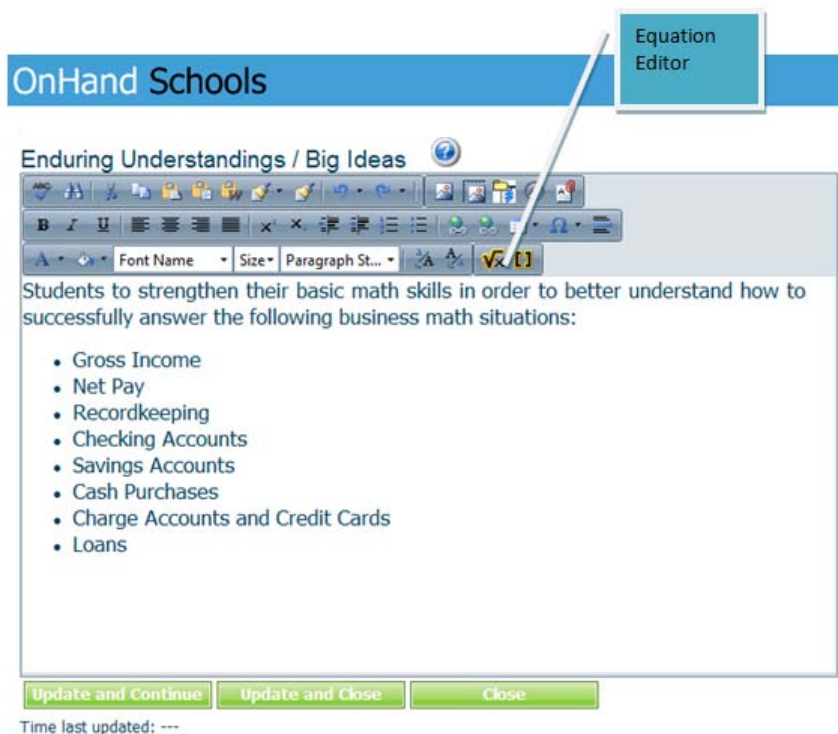 Equation
Editor
OnHand Schools
Enduring Understandings / Big Ideas
ABC
B I U
A Font Name Size Paragraph St...
Students to strengthen their basic math skills in order to better understand how to
successfully answer the following business math situations:
• Gross Income
• Net Pay
• Recordkeeping
• Checking Accounts
• Savings Accounts
• Cash Purchases
• Charge Accounts and Credit Cards
• Loans
Update and Continue Update and Close Close
Time last updated: ---